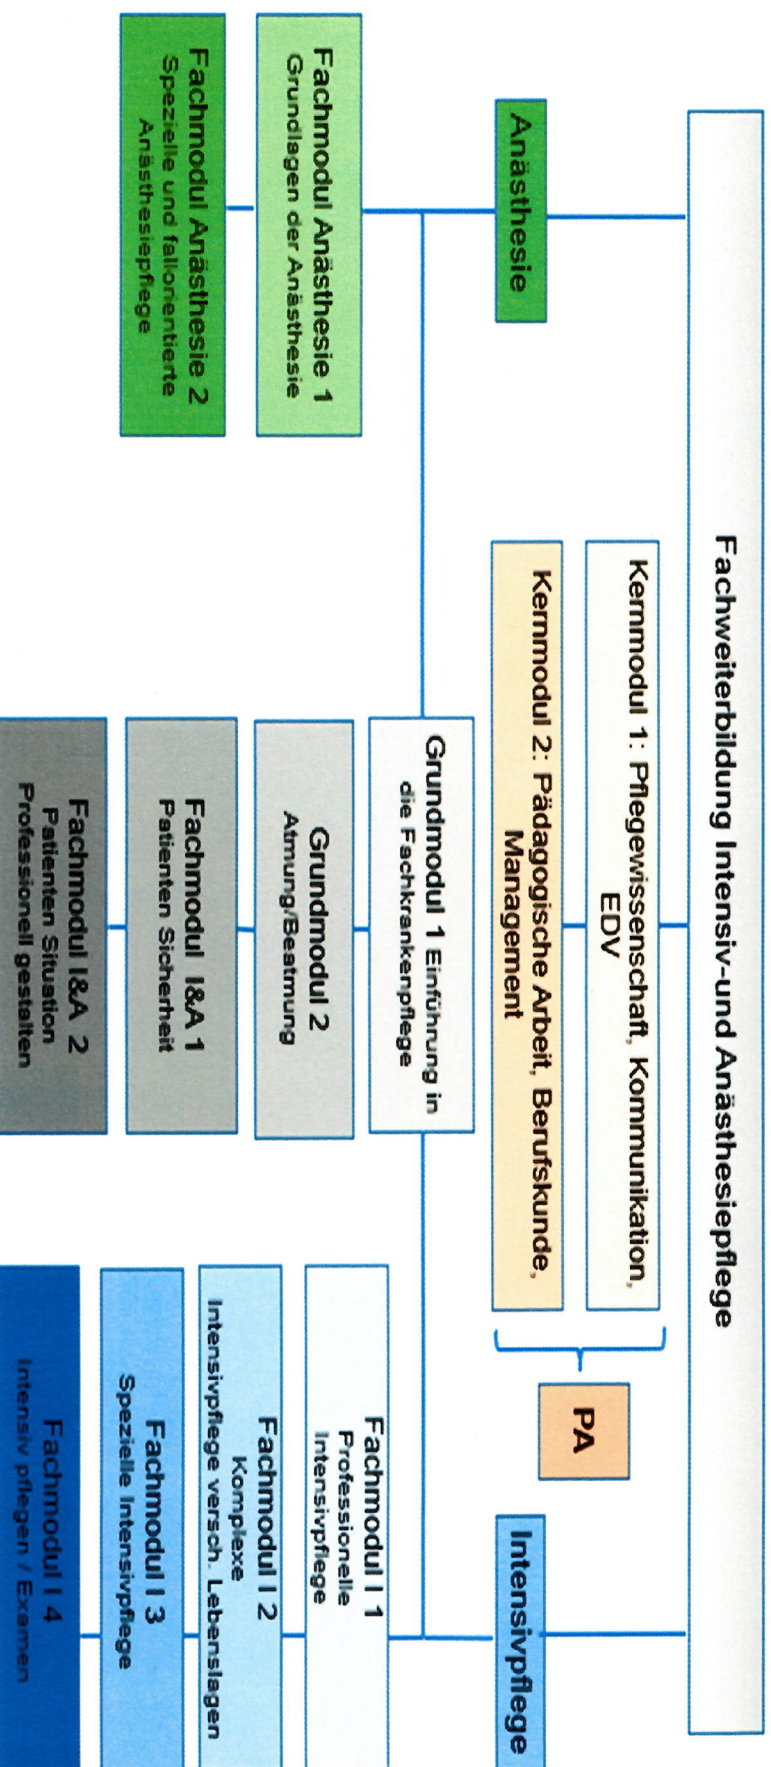 Fachweiterbildung Intensiv-und Anästhesiepflege
Anästhesie
Kernmodul 1: Pflegewissenschaft, Kommunikation,
EDV
Kernmodul 2: Pädagogische Arbeit, Berufskunde,
Management
PA
Intensivpflege
Fachmodul Anästhesie 1
Grundlagen der Anästhesie
Fachmodul Anästhesie 2
Spezielle und fallorientierte
Anästhesiepflege
Grundmodul 1 Einführung in
die Fachkrankenpflege
Grundmodul 2
Atmung/Beatmung
Fachmodul I&A 1
Patienten Sicherheit
Fachmodul I&A 2
Patienten Situation
Professionell gestalten
Fachmodul I 1
Professionelle
Intensivpflege
Fachmodul I 2
Komplexe
Intensivpflege versch. Lebenslagen
Fachmodul I 3
Spezielle Intensivpflege
Fachmodul I 4
Intensiv pflegen / Examen